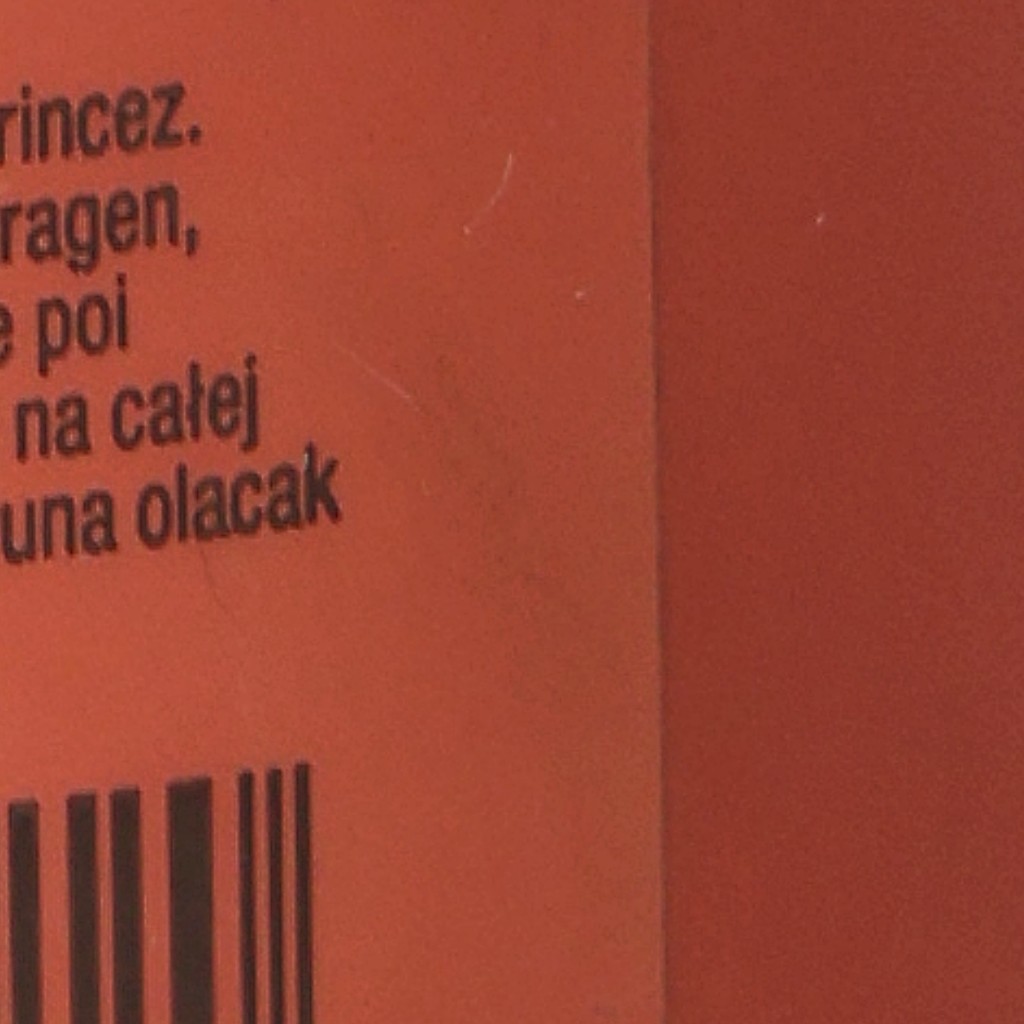 rincez.
ragen,
e poi
na całej
una olacak